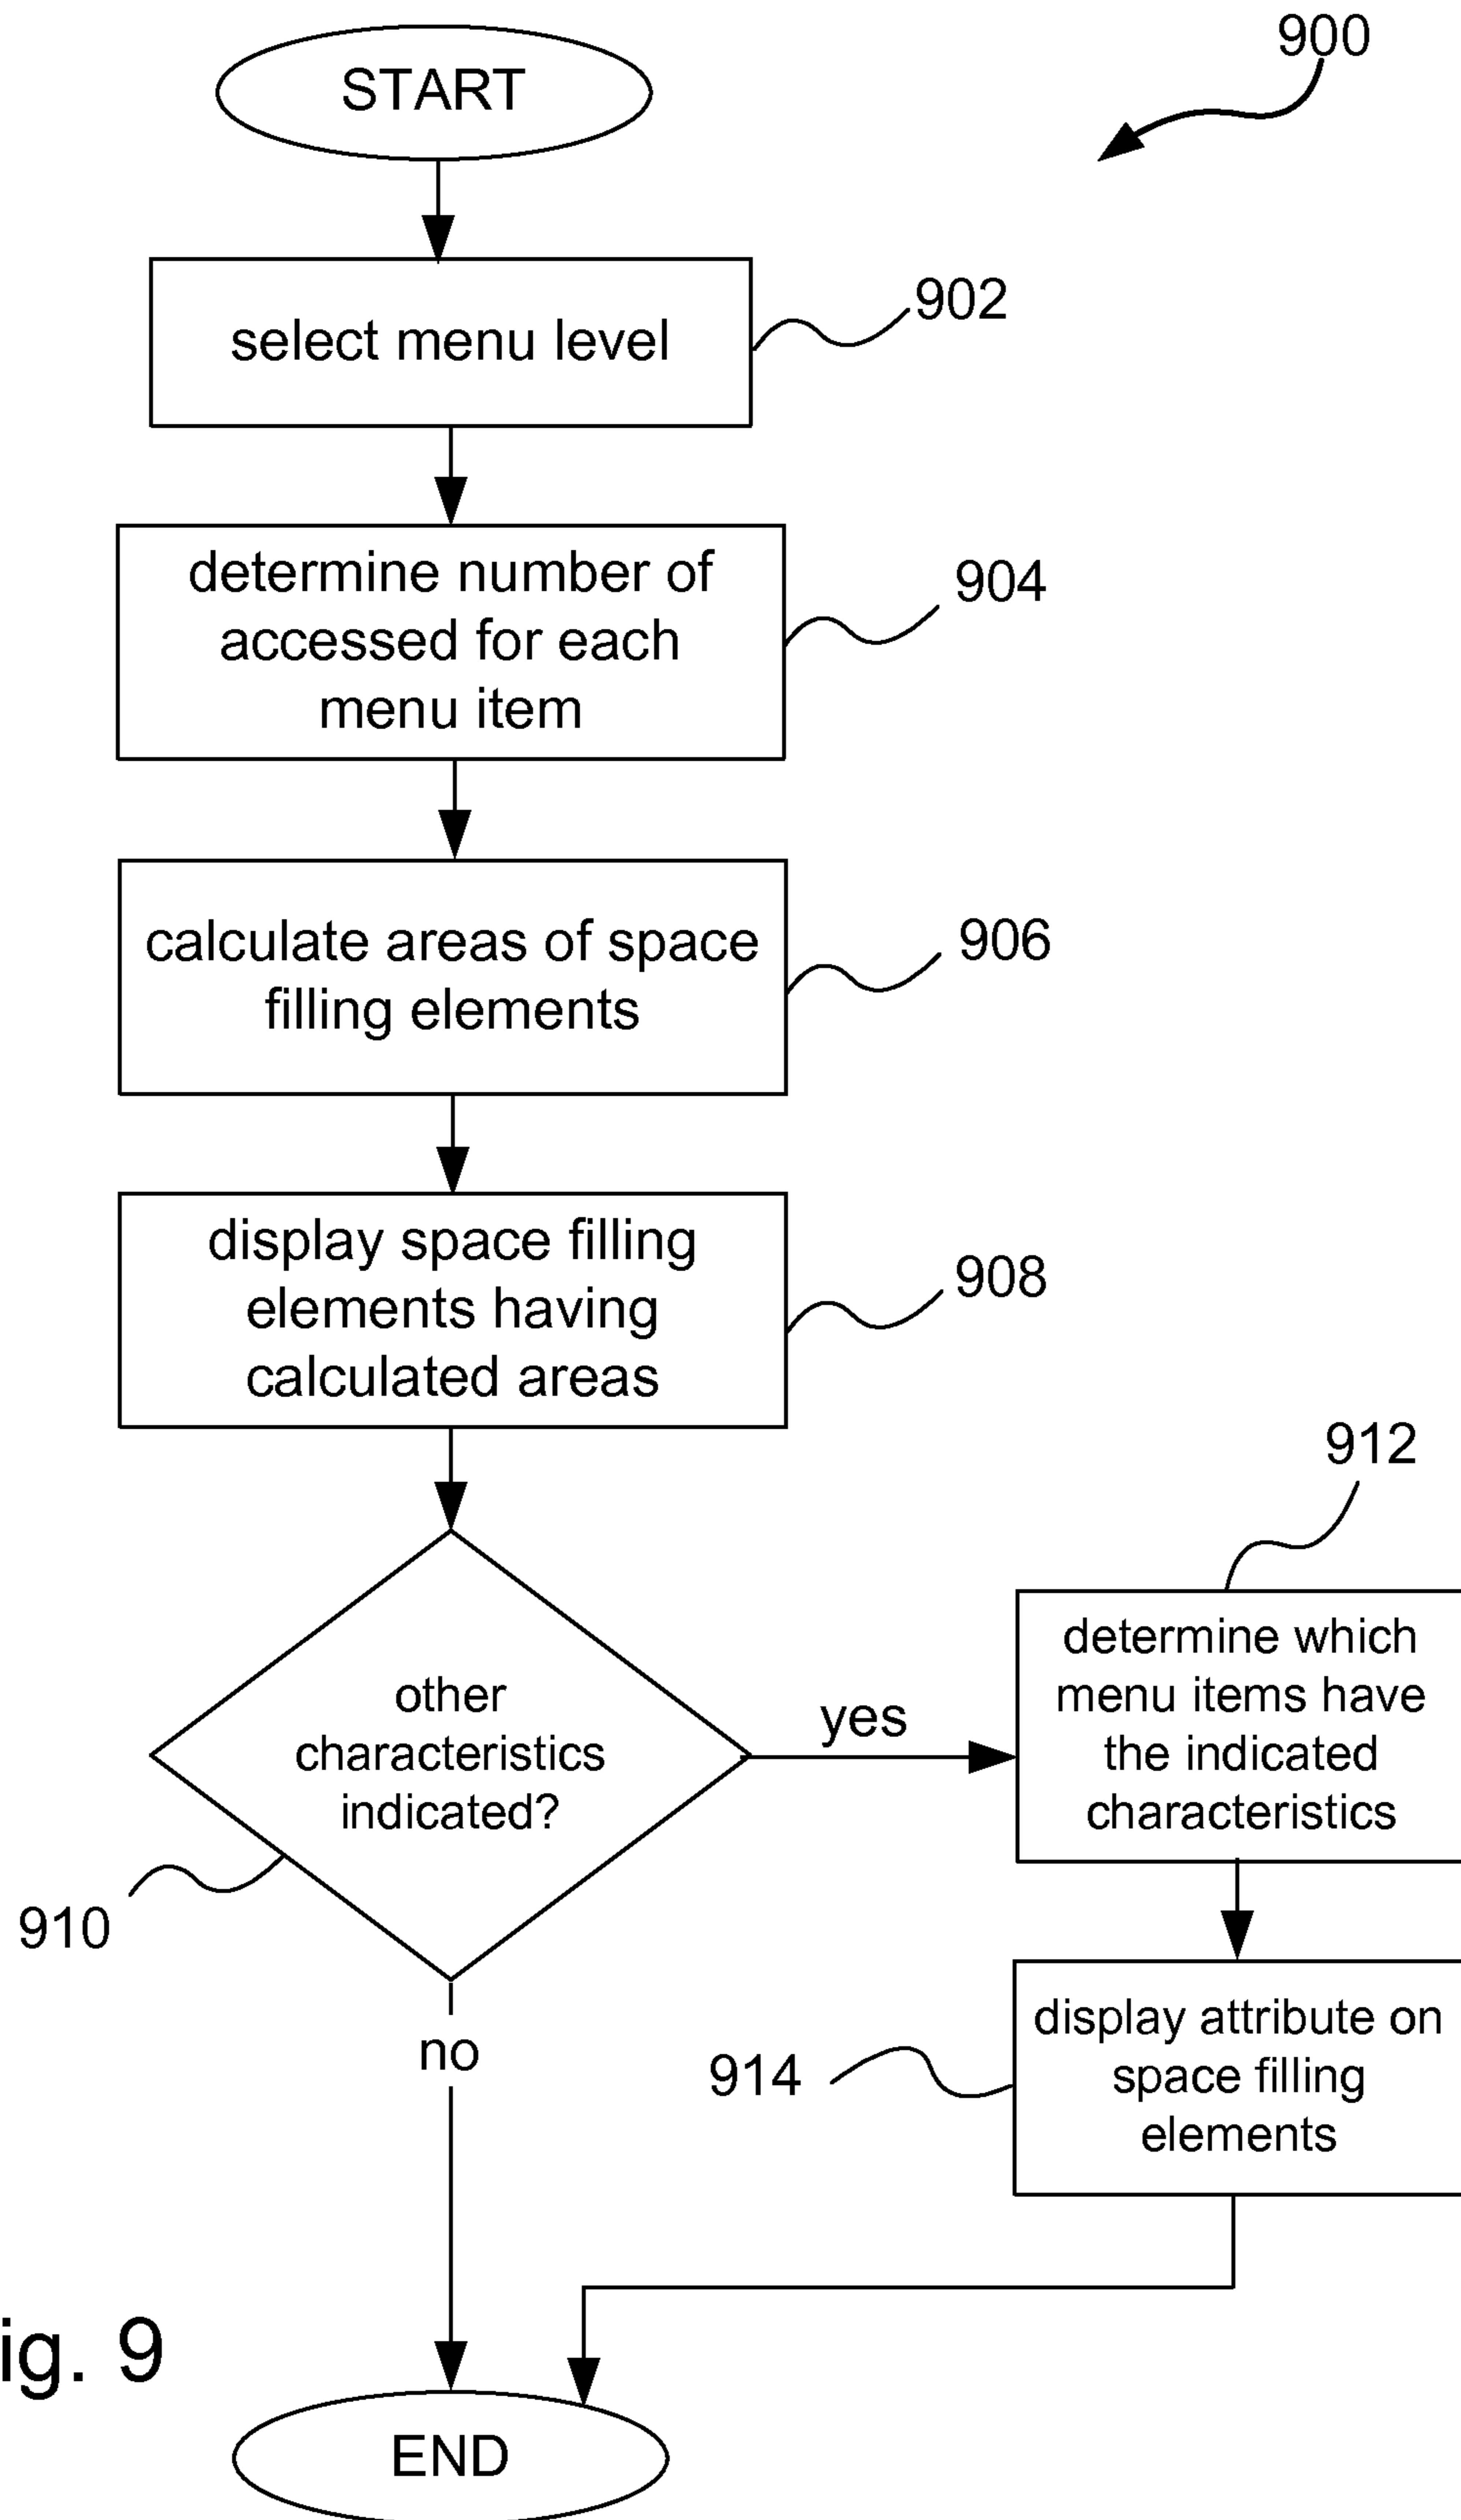 900
START
select menu level
902
determine number of
accessed for each
menu item
904
calculate areas of space
filling elements
906
display space filling
elements having
calculated areas
908
other
characteristics
indicated?
910
yes
912
determine which
menu items have
the indicated
characteristics
no
914
display attribute on
space filling
elements
ig. 9
END